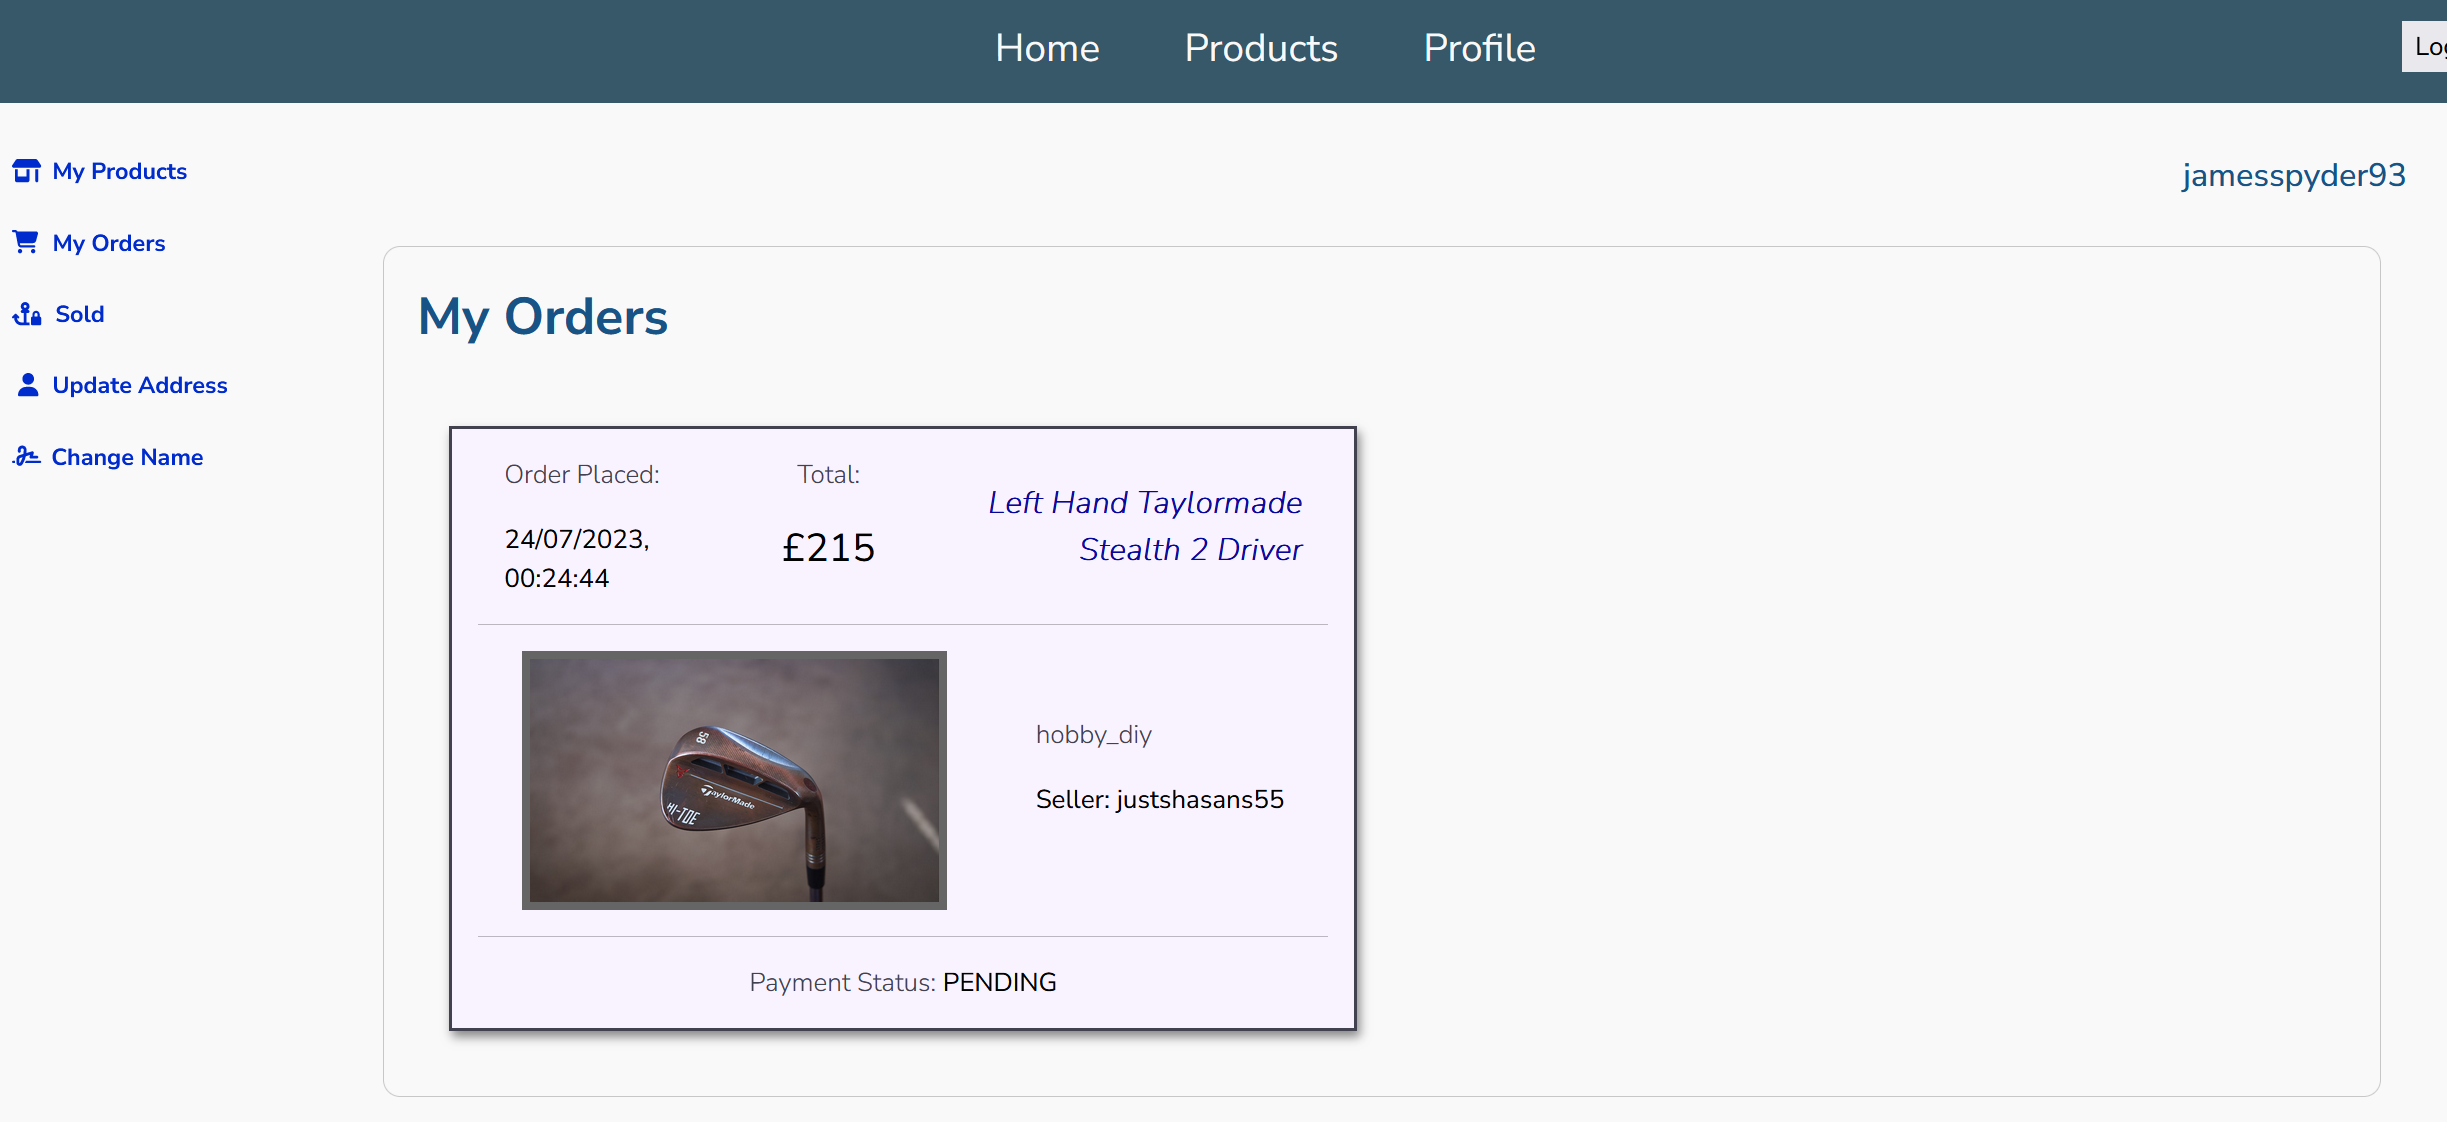 Home Products Profile
Log
My Products
My Orders
Sold
Update Address
Change Name
jamesspyder93
My Orders
Order Placed:
24/07/2023,
00:24:44
Total:
£215
Left Hand Taylormade
Stealth 2 Driver
58
TaylorMade
HI-TOE
hobby_diy
Seller: justshasans55
Payment Status: PENDING